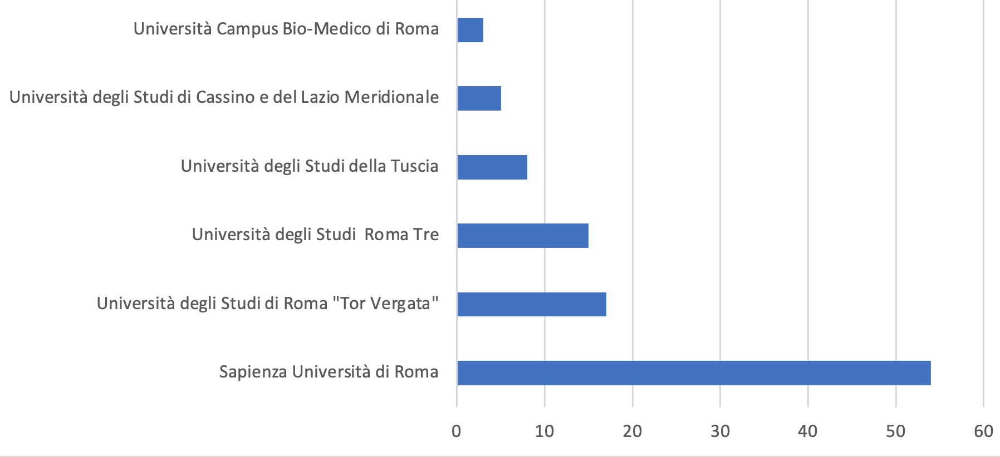 Università Campus Bio-Medico di Roma
Università degli Studi di Cassino e del Lazio Meridionale
Università degli Studi della Tuscia
Università degli Studi  Roma Tre
Università degli Studi di Roma "Tor Vergata"
Sapienza Università di Roma
0 10 20 30 40 50 60